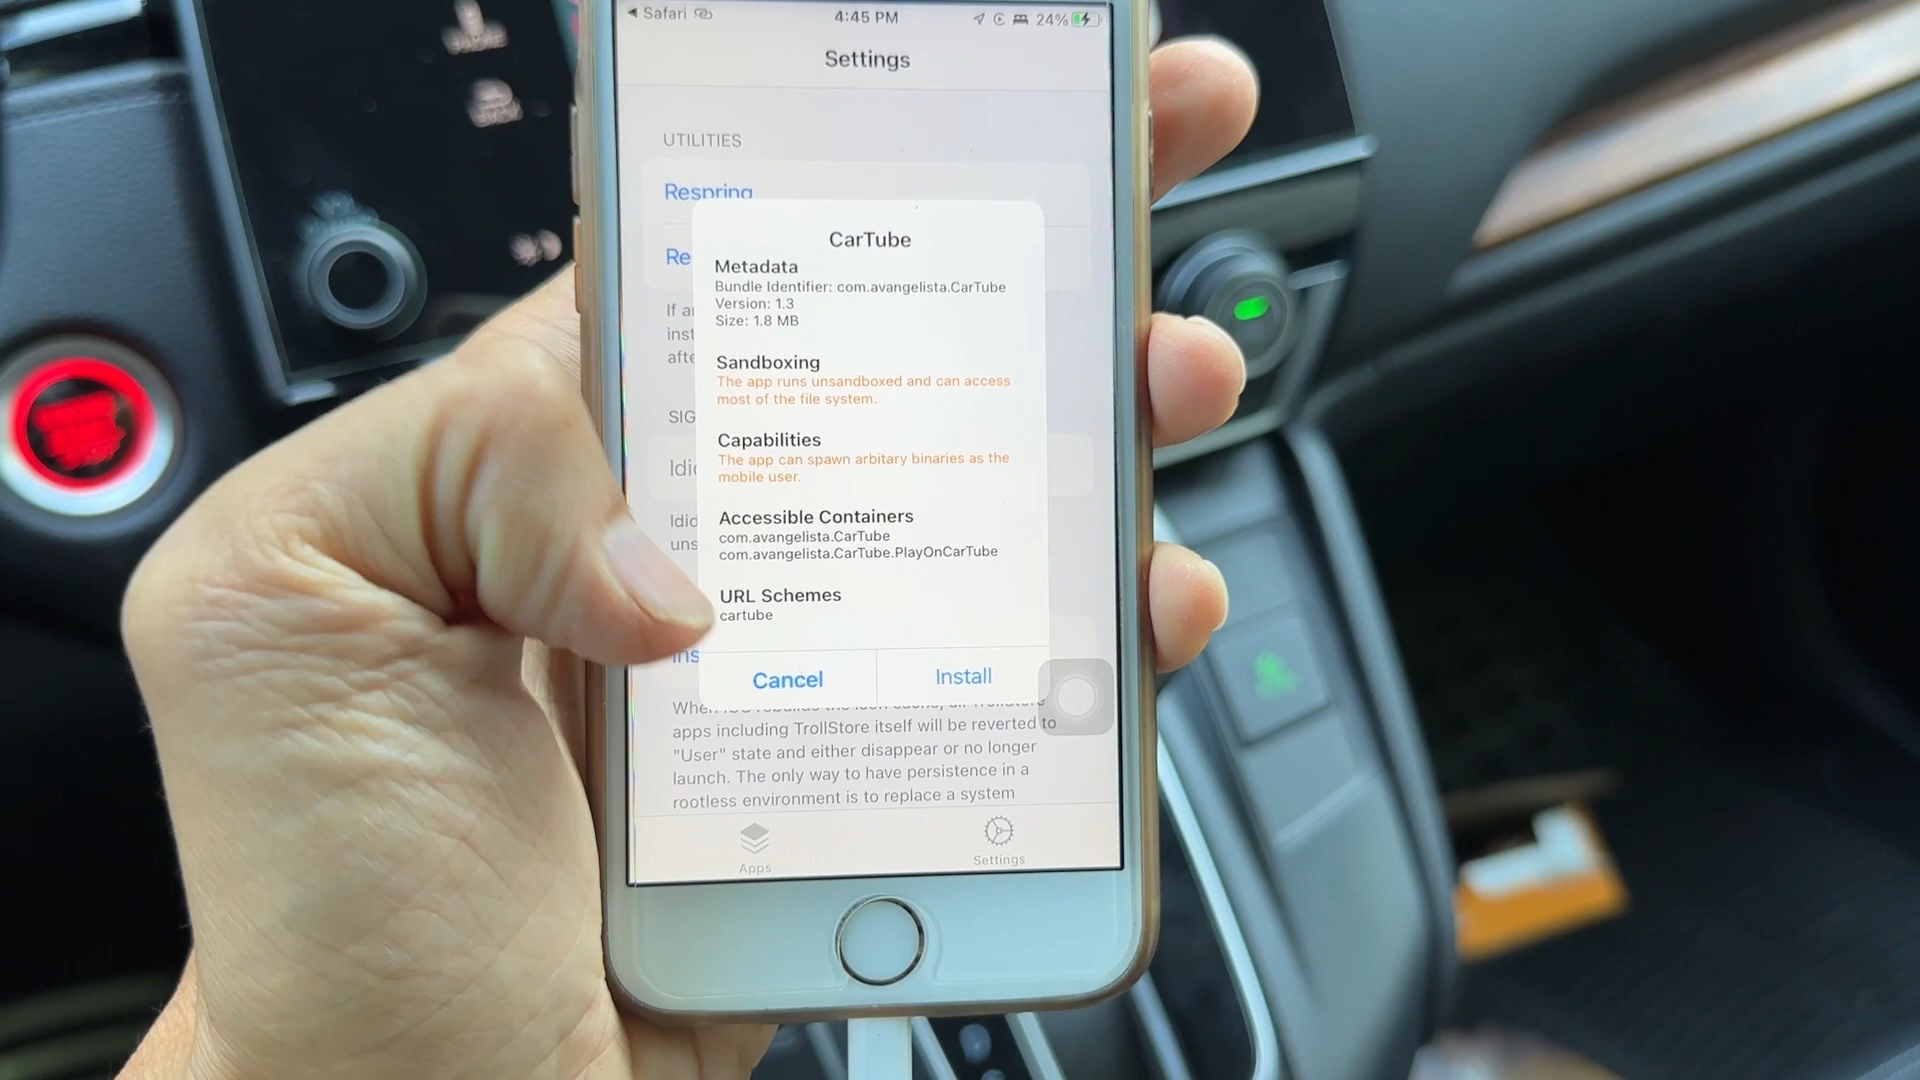 Safari
4:45 PM
24%
Settings
UTILITIES
Respring
Re
If
inst
afte
SIG
Idid
uns
CarTube
Metadata
Bundle Identifier: com.avangelista.CarTube
Version: 1.3
Size: 1.8 MB
Sandboxing
The app runs unsandboxed and can access
most of the file system.
Capabilities
The app can spawn arbitary binaries as the
mobile user.
Accessible Containers
com.avangelista.CarTube
com.avangelista.CarTube.PlayOnCarTube
URL Schemes
cartube
Ins
Cancel
Install
apps including TrollStore itself will be reverted to
"User" state and either disappear or no longer
launch. The only way to have persistence in a
rootless environment is to replace a system
Apps
Settings